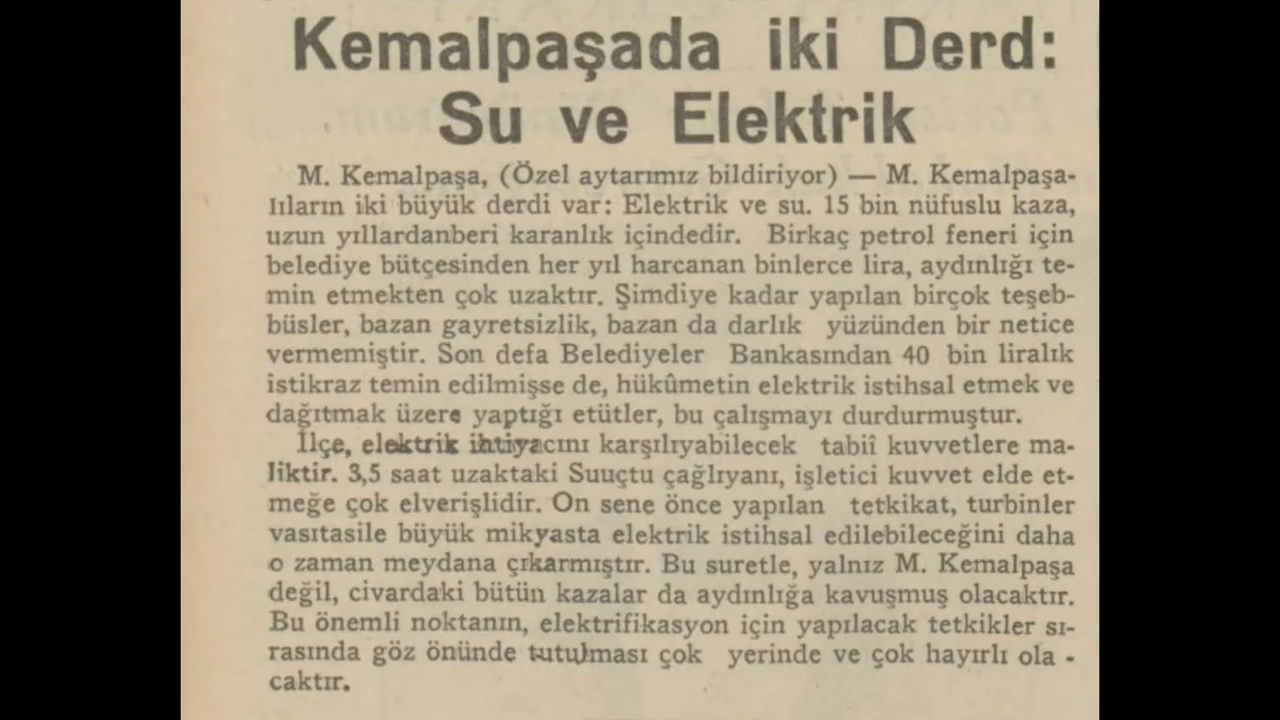 Kemalpaşada iki Derd:
Su ve Elektrik
M. Kemalpaşa, (Özel aytarımız bildiriyor) — M. Kemalpaşa-
lıların iki büyük derdi var: Elektrik ve su. 15 bin nüfuslu kaza,
uzun yıllardanberi karanlık içindedir. Birkaç petrol feneri için
belediye bütçesinden her yıl harcanan binlerce lira, aydınlığı te-
min etmekten çok uzaktır. Şimdiye kadar yapılan birçok teşeb-
büsler, bazan gayretsizlik, bazan da darlık yüzünden bir netice
vermemiştir. Son defa Belediyeler Bankasından 40 bin liralık
istikraz temin edilmişse de, hükûmetin elektrik istihsal etmek ve
dağıtmak üzere yaptığı etütler, bu çalışmayı durdurmuştur.
İlçe, elektrik ihtiyacını karşılıyabilecek tabiî kuvvetlere ma-
liktir. 3,5 saat uzaktaki Suuçtu çağlıyanı, işletici kuvvet elde et-
meğe çok elverişlidir. On sene önce yapılan tetkikat, turbinler
vasıtasile büyük mikyasta elektrik istihsal edilebileceğini daha
o zaman meydana çıkarmıştır. Bu suretle, yalnız M. Kemalpaşa
değil, civardaki bütün kazalar da aydınlığa kavuşmuş olacaktır.
Bu önemli noktanın, elektrifikasyon için yapılacak tetkikler sı-
rasında göz önünde tutulması çok yerinde ve çok hayırlı ola -
caktır.